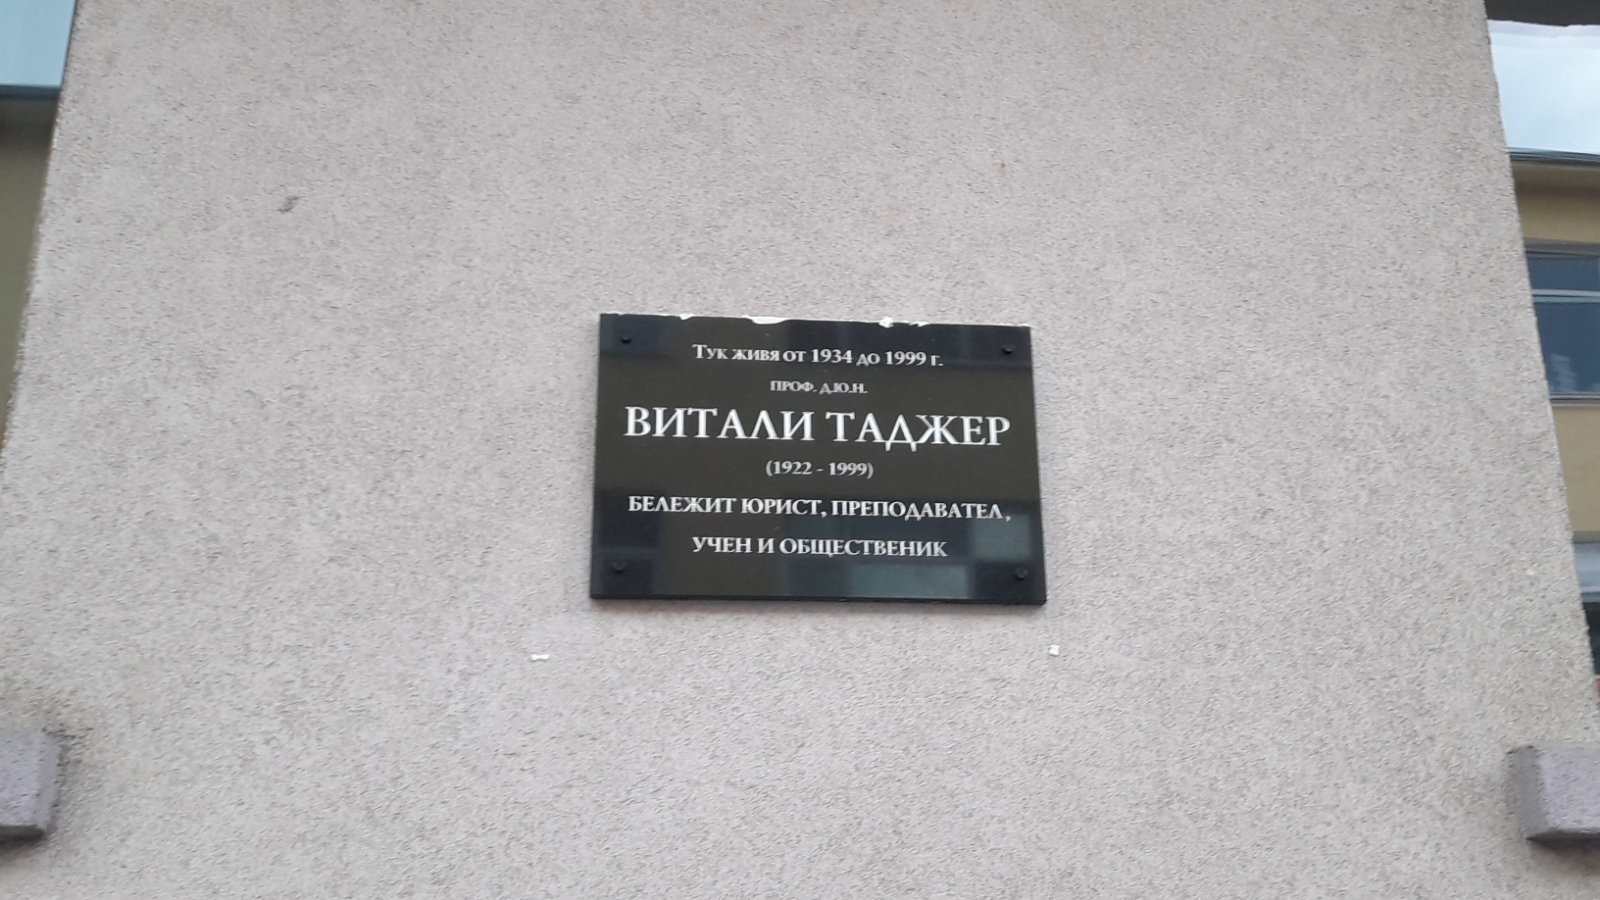 Тук живя от 1934 до 1999 г.
проф. д.ю.н.
ВИТАЛИ ТАДЖЕР
(1922 - 1999)
БЕЛЕЖИТ ЮРИСТ, ПРЕПОДАВАТЕЛ,
УЧЕН И ОБЩЕСТВЕНИК